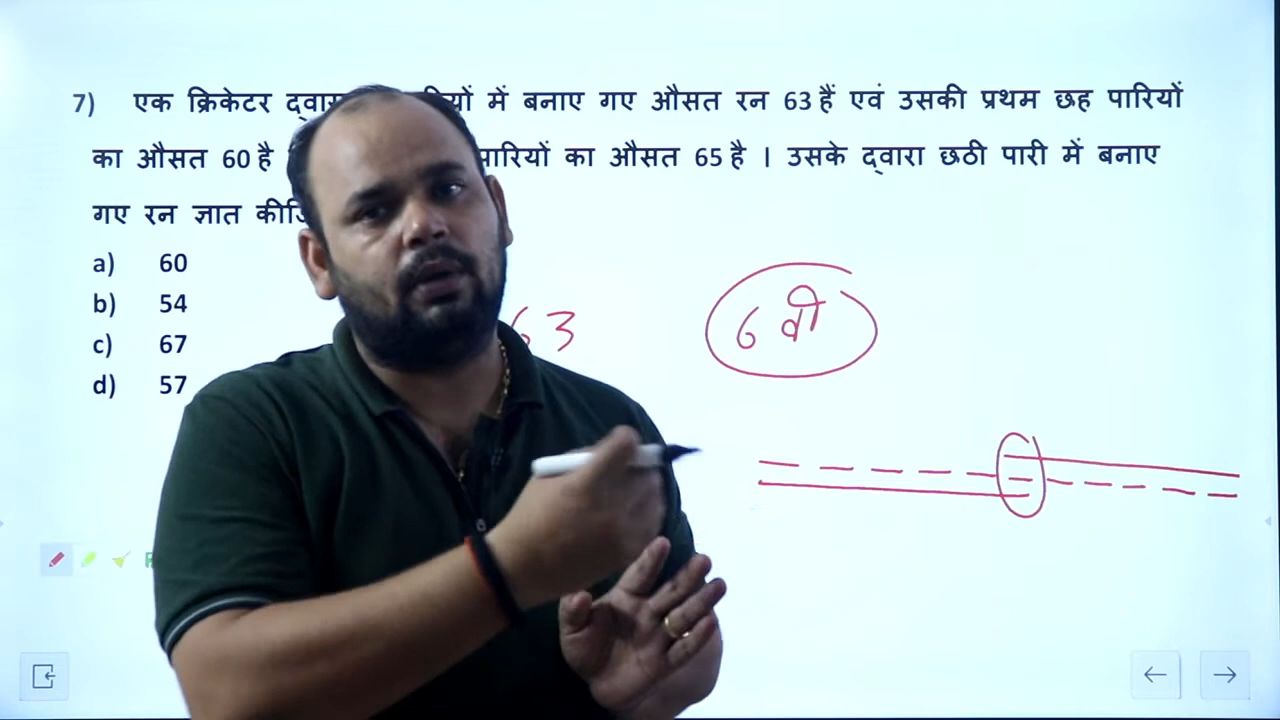 7) एक क्रिकेटर में बनाए गए औसत रन 63 हैं एवं उसकी प्रथम छह पारियों
का औसत 60 है पारियों का औसत 65 है । उसके द्वारा छठी पारी में बनाए
गए रन ज्ञात
a) 60
b) 54
c) 67
d) 57
63
6 वी